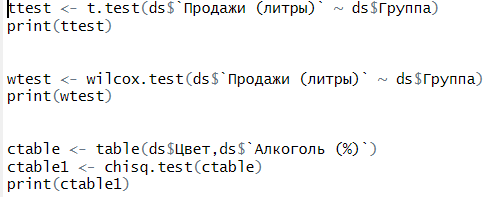 ttest <- t.test(ds$`Продажи (литры)` ~ ds$Группа)
print(ttest)
wtest <- wilcox.test(ds$`Продажи (литры)` ~ ds$Группа)
print(wtest)
ctable <- table(ds$Цвет,ds$`Алкоголь (%)`)
ctable1 <- chisq.test(ctable)
print(ctable1)